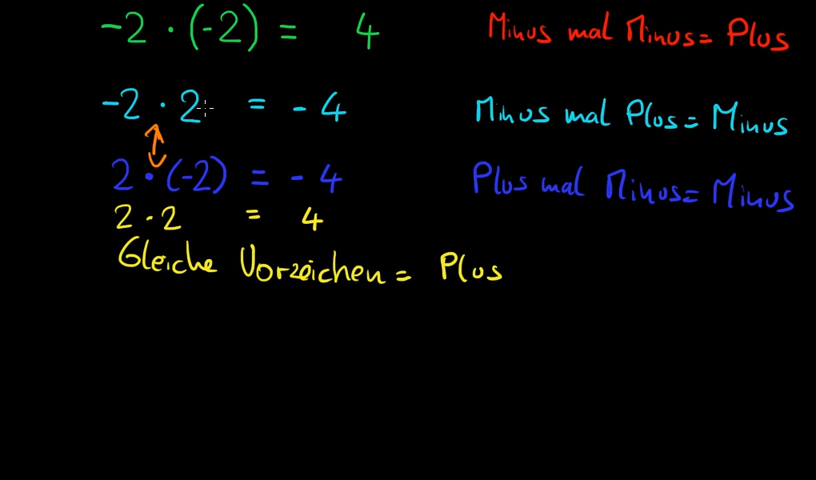 -2 · (-2) = 4 Minus mal Minus = Plus
-2 · 2 = - 4 Minus mal Plus = Minus
2 · (-2) = - 4 Plus mal Minus = Minus
2 · 2 = 4
Gleiche Vorzeichen = Plus